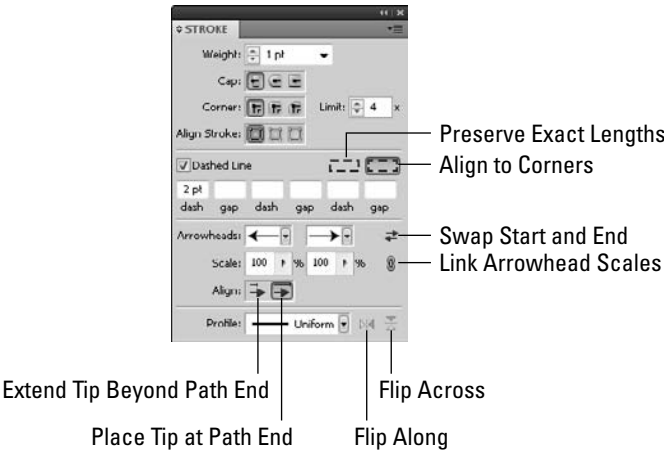 STROKE
Weight: 1 pt
Cap:
Corner: Limit: 4 x
Align Stroke:
Preserve Exact Lengths
Dashed Line
Align to Corners
2 pt
dash gap dash gap dash gap
Arrowheads:
Swap Start and End
Scale: 100 % 100 %
Link Arrowhead Scales
Align:
Profile: Uniform
Extend Tip Beyond Path End
Flip Across
Place Tip at Path End
Flip Along